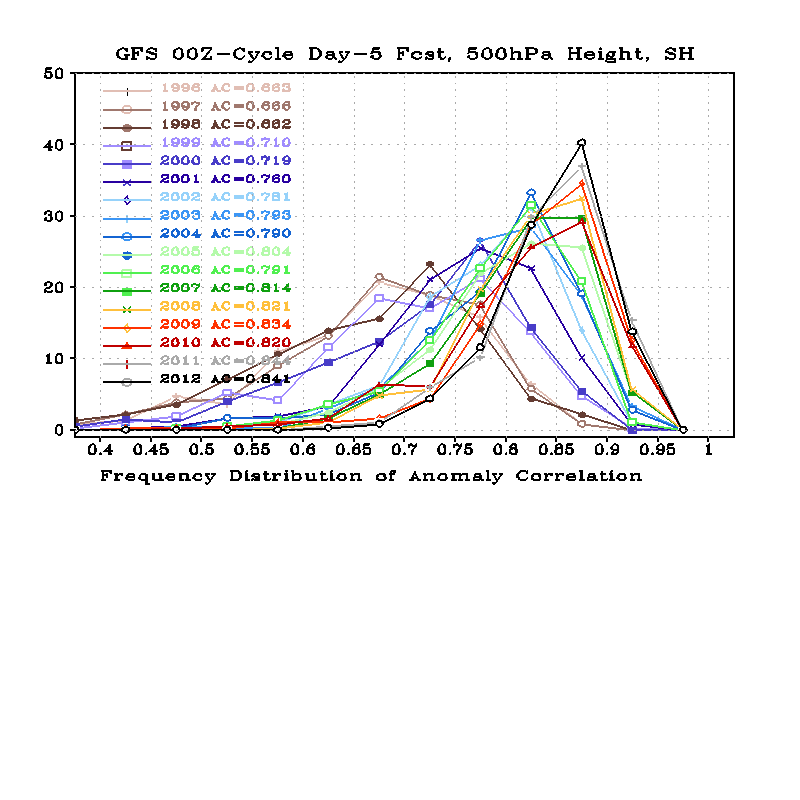 GFS 00Z-Cycle Day-5 Fcst, 500hPa Height, SH
50
40
30
20
10
0
1996 AC=0.663
1997 AC=0.666
1998 AC=0.662
1999 AC=0.710
2000 AC=0.719
2001 AC=0.760
2002 AC=0.781
2003 AC=0.793
2004 AC=0.790
2005 AC=0.804
2006 AC=0.791
2007 AC=0.814
2008 AC=0.821
2009 AC=0.834
2010 AC=0.820
2011
2012 AC=0.841
0.4 0.45 0.5 0.55 0.6 0.65 0.7 0.75 0.8 0.85 0.9 0.95 1
Frequency Distribution of Anomaly Correlation